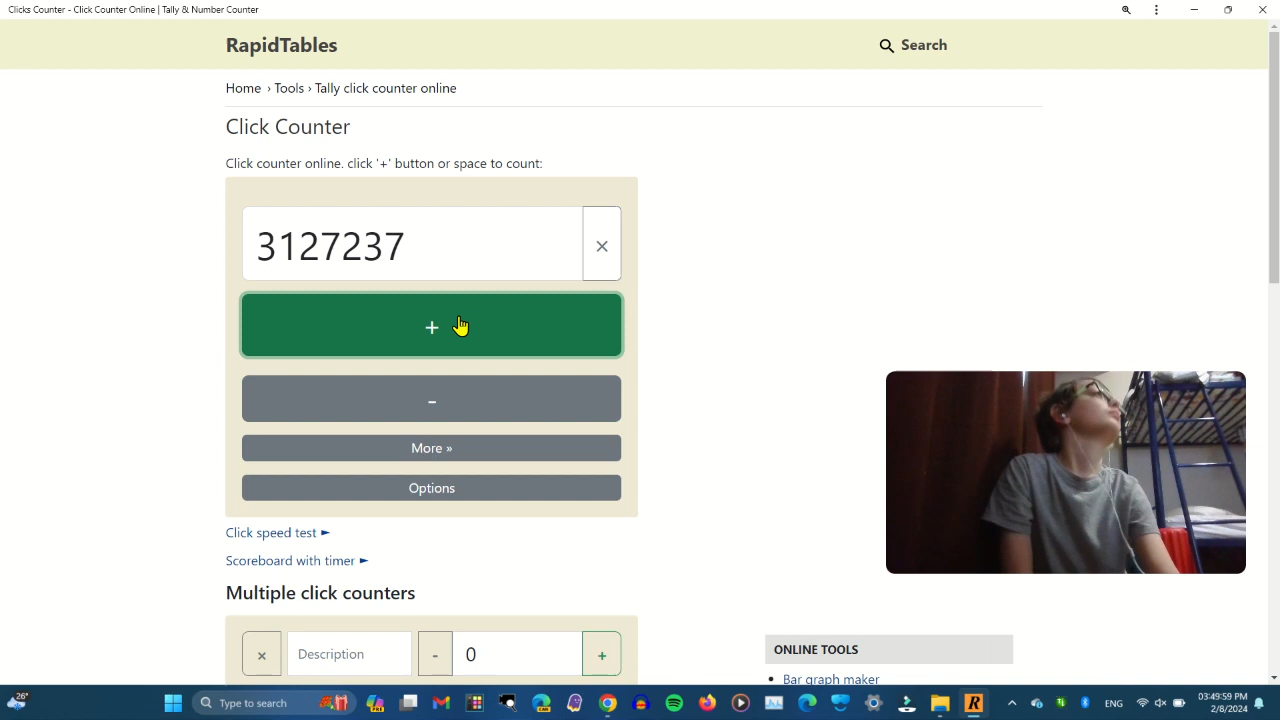 Clicks Counter - Click Counter Online | Tally & Number Counter
RapidTables
Search
Home › Tools › Tally click counter online
Click Counter
Click counter online. click '+' button or space to count:
3127237
×
+
-
More »
Options
Click speed test ►
Scoreboard with timer ►
Multiple click counters
× Description - 0 +
ONLINE TOOLS
• Bar graph maker
26°
Type to search
ENG
03:49:59 PM
2/8/2024